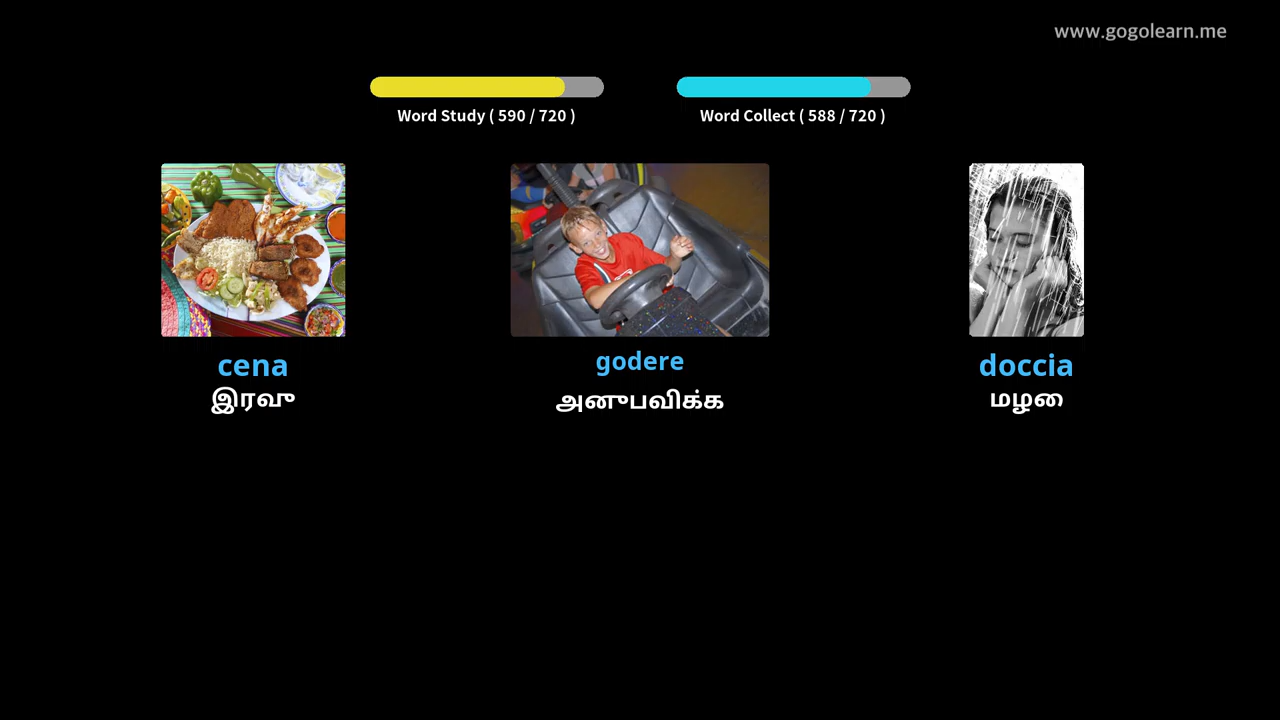 www.gogolearn.me
Word Study ( 590 / 720 )
Word Collect ( 588 / 720 )
cena
இரவு
godere
அனுபவிக்க
doccia
மழை